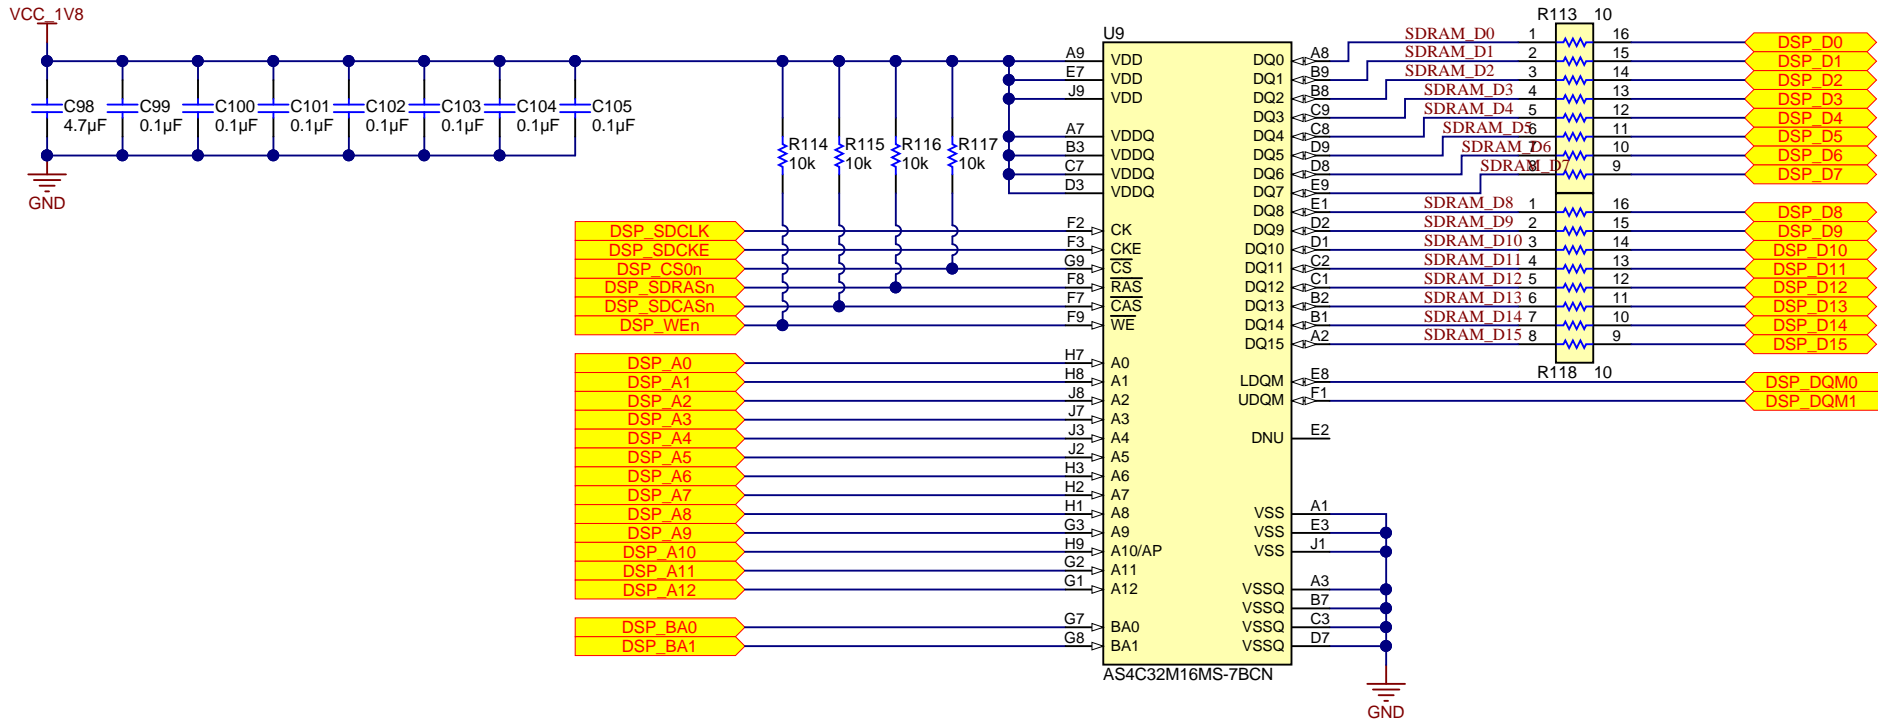 VCC_1V8
C98
4.7µF
C99
0.1µF
C100
0.1µF
C101
0.1µF
C102
0.1µF
C103
0.1µF
C104
0.1µF
C105
0.1µF
GND
R114
10k
R115
10k
R116
10k
R117
10k
DSP_SDCLK
DSP_SDCKE
DSP_CS0n
DSP_SDRASn
DSP_SDCASn
DSP_WEn
DSP_A0
DSP_A1
DSP_A2
DSP_A3
DSP_A4
DSP_A5
DSP_A6
DSP_A7
DSP_A8
DSP_A9
DSP_A10
DSP_A11
DSP_A12
DSP_BA0
DSP_BA1
U9
A9 VDD
E7 VDD
J9 VDD
A7 VDDQ
B3 VDDQ
C7 VDDQ
D3 VDDQ
F2 CK
F3 CKE
G9 CS
F8 RAS
F7 CAS
F9 WE
H7 A0
H8 A1
J8 A2
J7 A3
J3 A4
J2 A5
H3 A6
H2 A7
H1 A8
G3 A9
H9 A10/AP
G2 A11
G1 A12
G7 BA0
G8 BA1
DQ0 A8
DQ1 B9
DQ2 B8
DQ3 C9
DQ4 C8
DQ5 D9
DQ6 D8
DQ7 E9
DQ8 E1
DQ9 D2
DQ10 D1
DQ11 C2
DQ12 C1
DQ13 B2
DQ14 B1
DQ15 A2
LDQM E8
UDQM F1
DNU E2
VSS A1
VSS E3
VSS J1
VSSQ A3
VSSQ B7
VSSQ C3
VSSQ D7
AS4C32M16MS-7BCN
GND
R113 10
SDRAM_D0 1 16 DSP_D0
SDRAM_D1 2 15 DSP_D1
SDRAM_D2 3 14 DSP_D2
SDRAM_D3 4 13 DSP_D3
SDRAM_D4 5 12 DSP_D4
SDRAM_D5 6 11 DSP_D5
SDRAM_D6 7 10 DSP_D6
SDRAM_D7 8 9 DSP_D7
SDRAM_D8 1 16 DSP_D8
SDRAM_D9 2 15 DSP_D9
SDRAM_D10 3 14 DSP_D10
SDRAM_D11 4 13 DSP_D11
SDRAM_D12 5 12 DSP_D12
SDRAM_D13 6 11 DSP_D13
SDRAM_D14 7 10 DSP_D14
SDRAM_D15 8 9 DSP_D15
R118 10
DSP_DQM0
DSP_DQM1